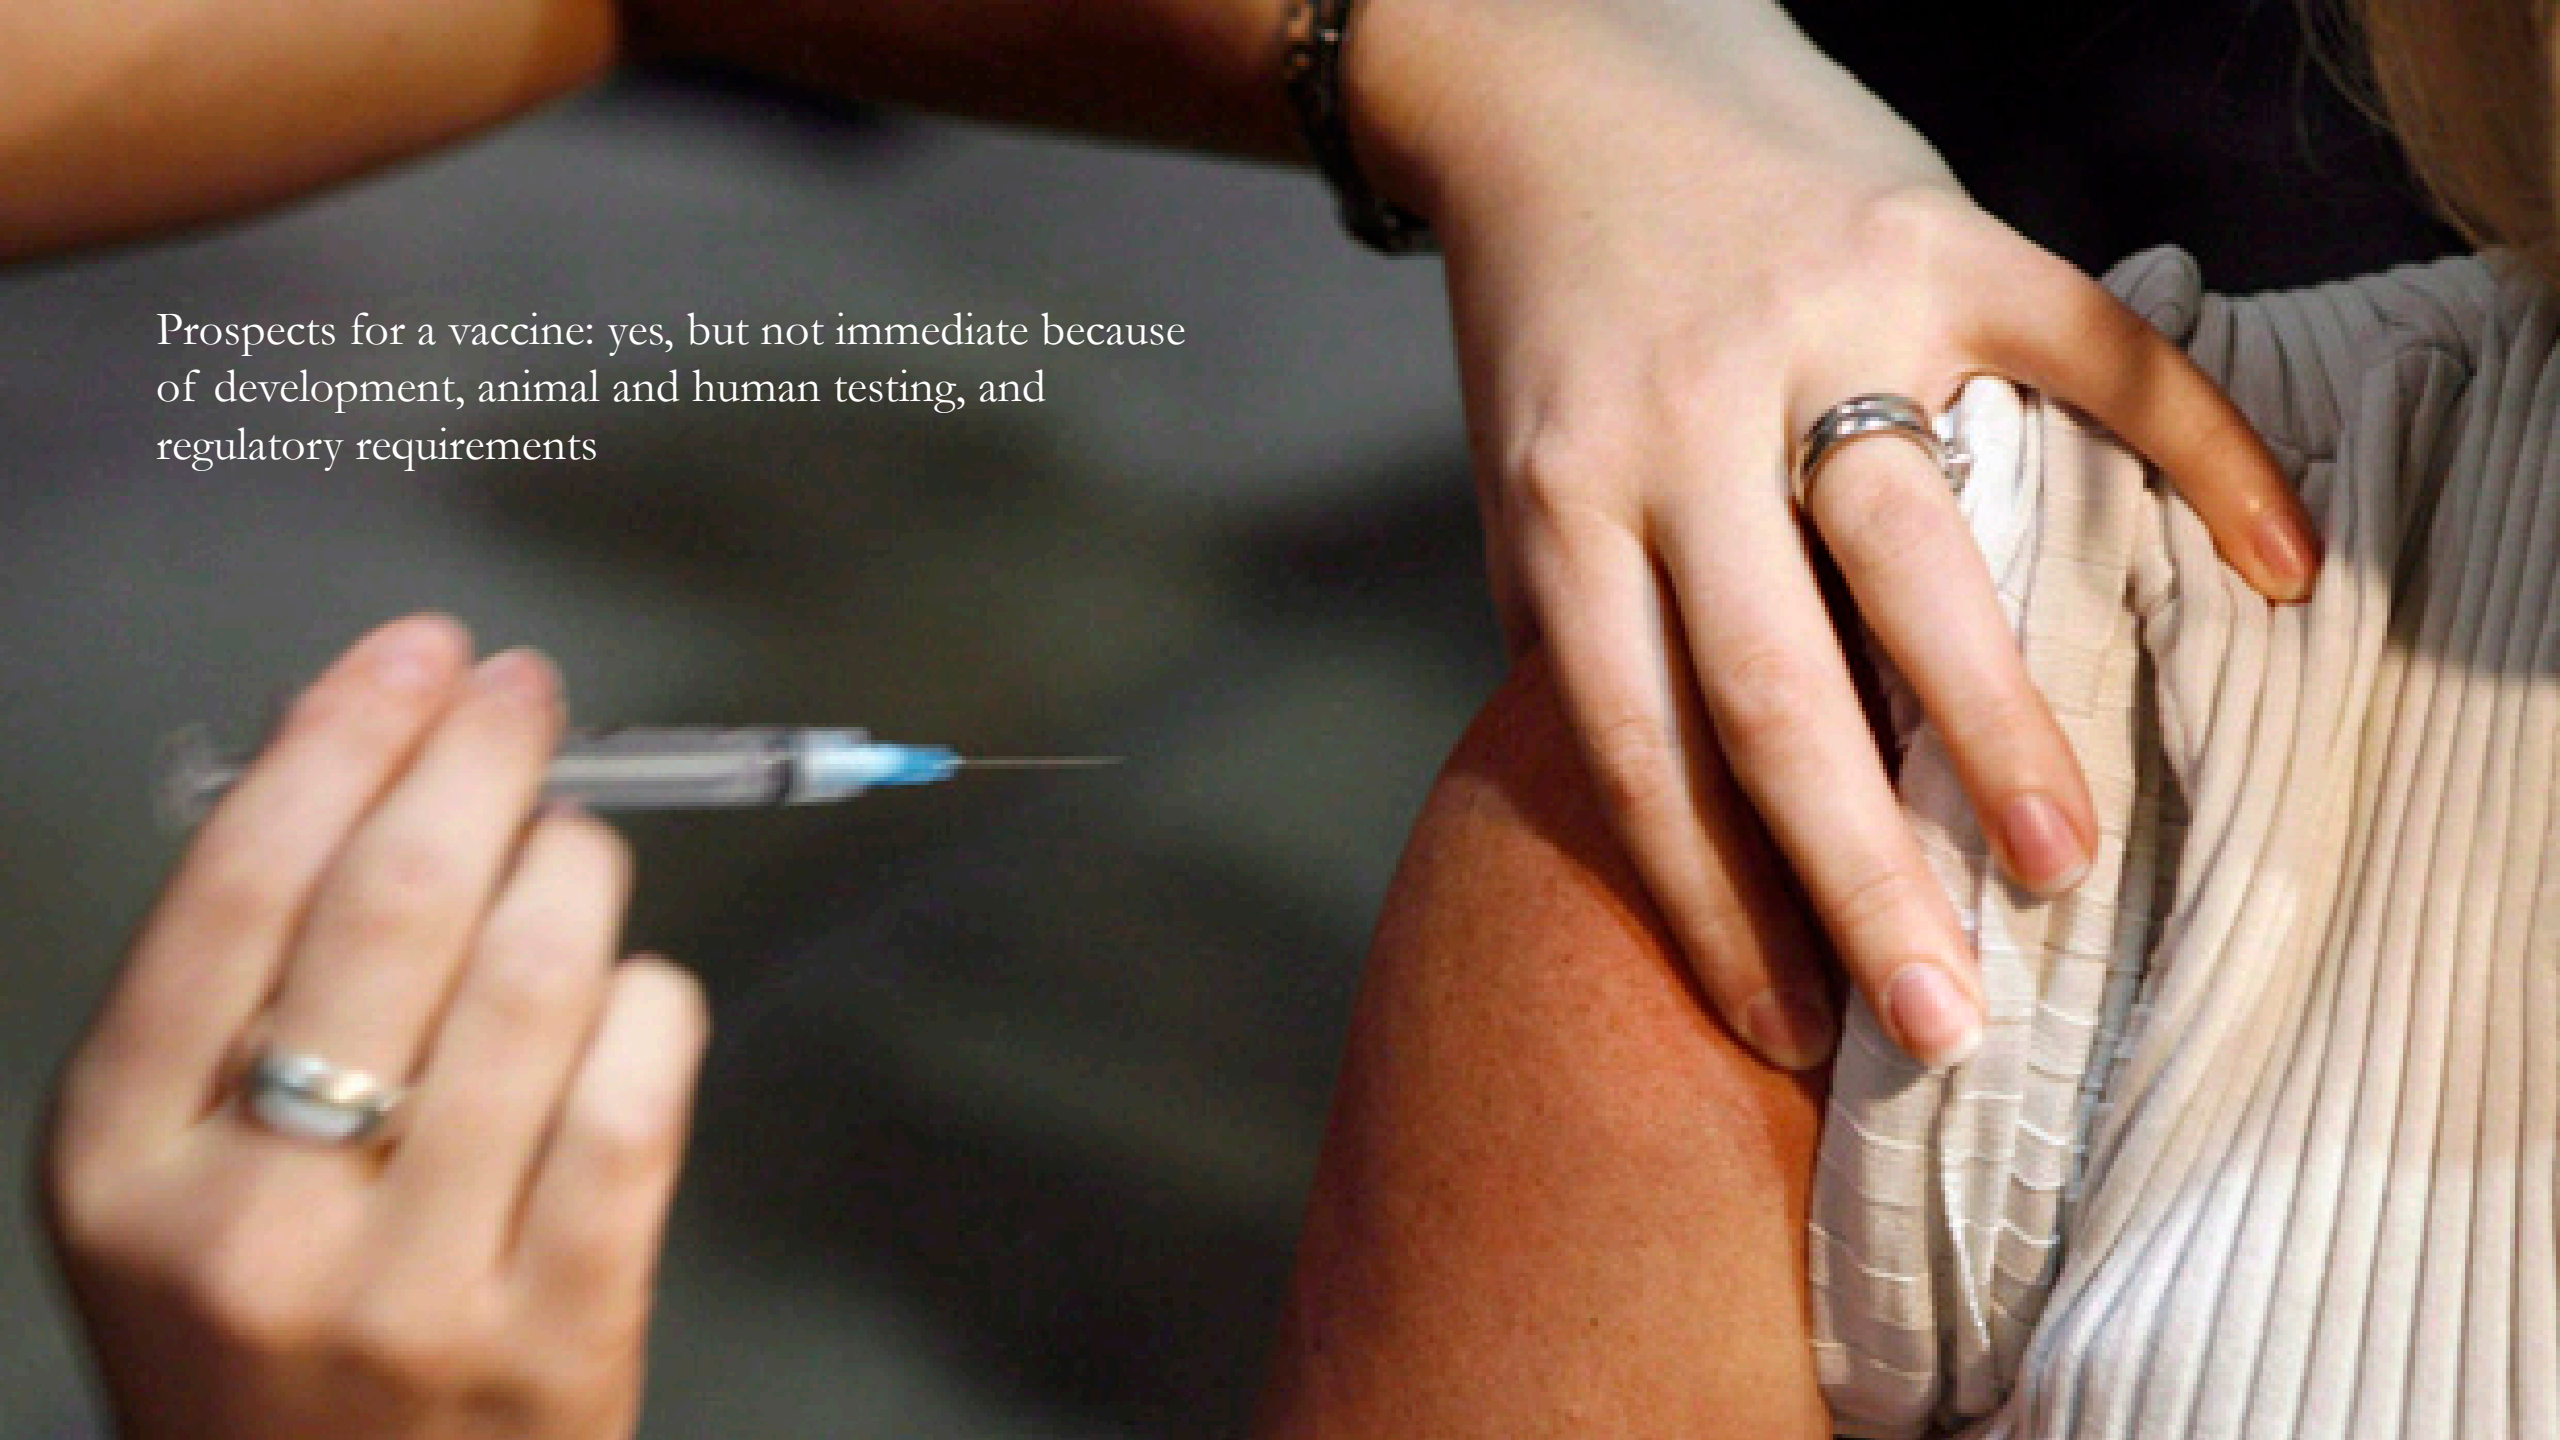 Prospects for a vaccine: yes, but not immediate because
of development, animal and human testing, and
regulatory requirements